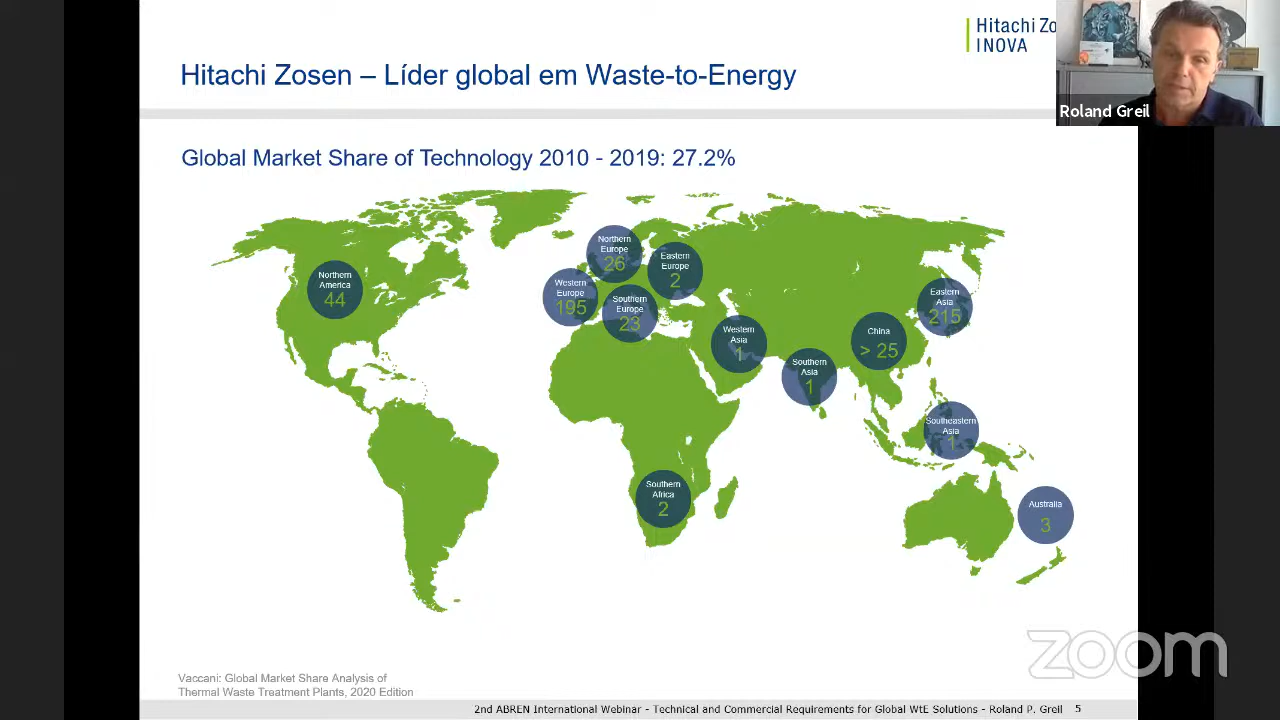 Hitachi Zo
INOVA
Hitachi Zosen – Líder global em Waste-to-Energy
Roland Greil
Global Market Share of Technology 2010 - 2019: 27.2%
Northern
Europe
26
Eastern
Europe
2
Northern
America
44
Western
Europe
195
Southern
Europe
23
Eastern
Asia
215
Western
Asia
1
China
> 25
Southern
Asia
1
Southeastern
Asia
1
Southern
Africa
2
Australia
3
zoom
Vaccani: Global Market Share Analysis of
Thermal Waste Treatment Plants, 2020 Edition
2nd ABREN International Webinar - Technical and Commercial Requirements for Global WtE Solutions - Roland P. Greil 5